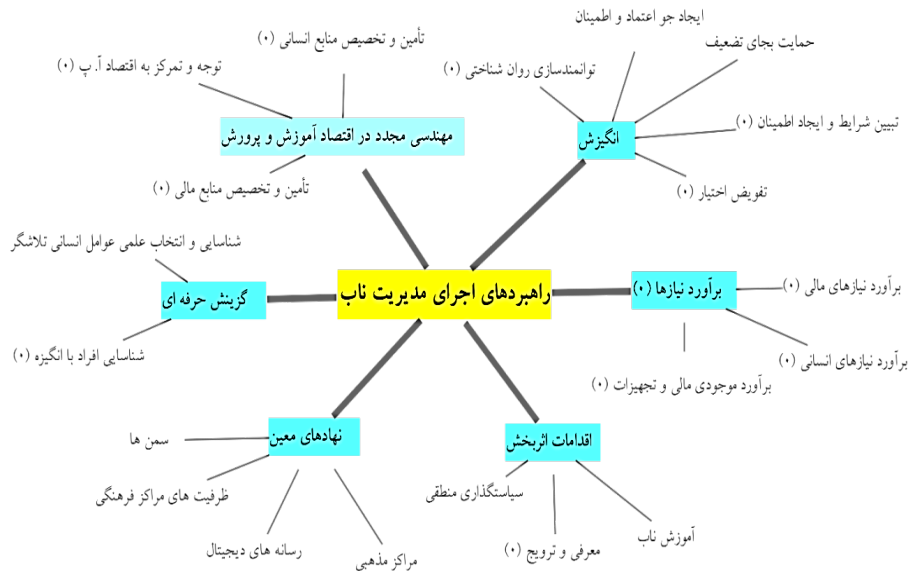 ایجاد جو اعتماد و اطمینان
تأمین و تخصیص منابع انسانی (۰)
حمایت بجای تضعیف
توجه و تمرکز به اقتصاد آ. پ (۰)
توانمندسازی روان شناختی (۰)
تبیین شرایط و ایجاد اطمینان (۰)
انگیزش
مهندسی مجدد در اقتصاد آموزش و پرورش
تأمین و تخصیص منابع مالی (۰)
تفویض اختیار (۰)
شناسایی و انتخاب علمی عوامل انسانی تلاشگر
راهبردهای اجرای مدیریت ناب
برآورد نیازها (۰)
برآورد نیازهای مالی (۰)
گزینش حرفه ای
شناسایی افراد با انگیزه (۰)
برآورد نیازهای انسانی (۰)
برآورد موجودی مالی و تجهیزات (۰)
اقدامات اثربخش
نهادهای معین
سمن ها
سیاستگذاری منطقی
ظرفیت های مراکز فرهنگی
آموزش ناب
معرفی و ترویج (۰)
رسانه های دیجیتال
مراکز مذهبی